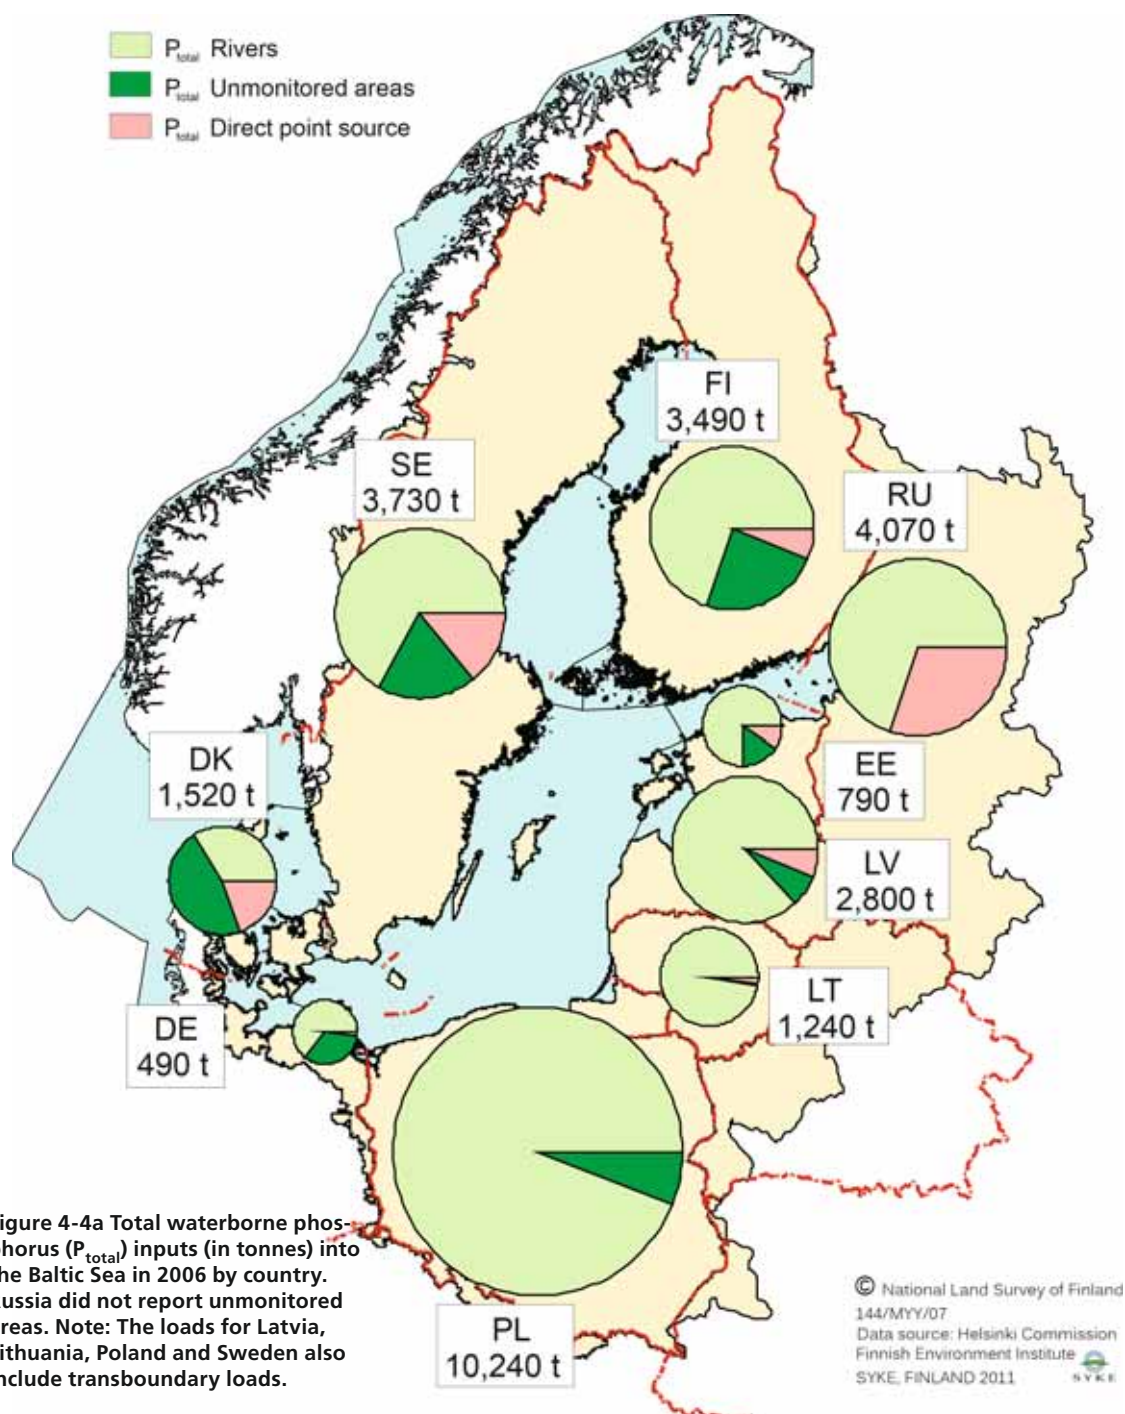 P total Rivers
P total Unmonitored areas
P total Direct point source
FI
3,490 t
SE
3,730 t
RU
4,070 t
DK
1,520 t
EE
790 t
LV
2,800 t
LT
1,240 t
DE
490 t
PL
10,240 t
igure 4-4a Total waterborne phos-
phorus (Ptotal) inputs (in tonnes) into
he Baltic Sea in 2006 by country.
ussia did not report unmonitored
reas. Note: The loads for Latvia,
ithuania, Poland and Sweden also
nclude transboundary loads.
© National Land Survey of Finland
144/MYY/07
Data source: Helsinki Commission
Finnish Environment Institute
SYKE, FINLAND 2011
SYKE